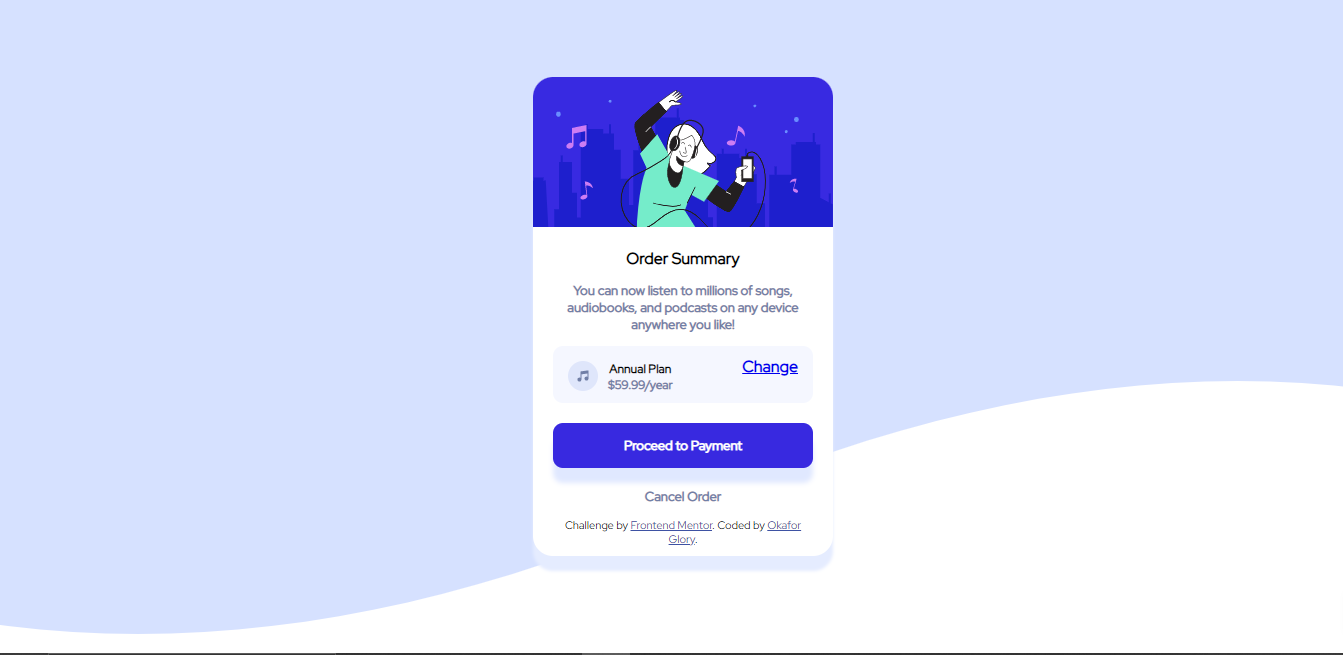 Order Summary
You can now listen to millions of songs,
audiobooks, and podcasts on any device
anywhere you like!
Annual Plan
$59.99/year
Change
Proceed to Payment
Cancel Order
Challenge by Frontend Mentor. Coded by Okafor
Glory.